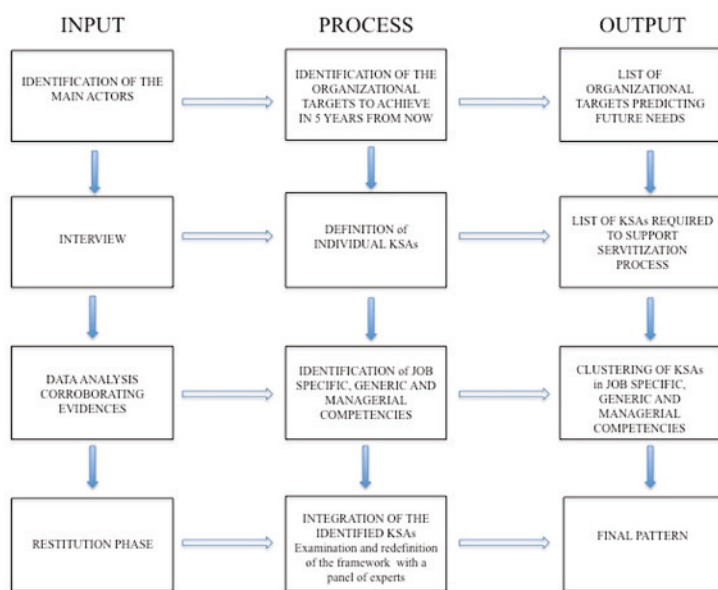 INPUT
PROCESS
OUTPUT
IDENTIFICATION OF THE
MAIN ACTORS
IDENTIFICATION OF THE
ORGANIZATIONAL
TARGETS TO ACHIEVE
IN 5 YEARS FROM NOW
LIST OF
ORGANIZATIONAL
TARGETS PREDICTING
FUTURE NEEDS
INTERVIEW
DEFINITION of
INDIVIDUAL KSAs
LIST OF KSAs REQUIRED
TO SUPPORT
SERVITIZATION
PROCESS
DATA ANALYSIS
CORROBORATING
EVIDENCES
IDENTIFICATION of JOB
SPECIFIC, GENERIC AND
MANAGERIAL
COMPETENCIES
CLUSTERING OF KSAs
in JOB SPECIFIC,
GENERIC AND
MANAGERIAL
COMPETENCIES
RESTITUTION PHASE
INTEGRATION OF THE
IDENTIFIED KSAs
Examination and redefinition
of the framework with a
panel of experts
FINAL PATTERN